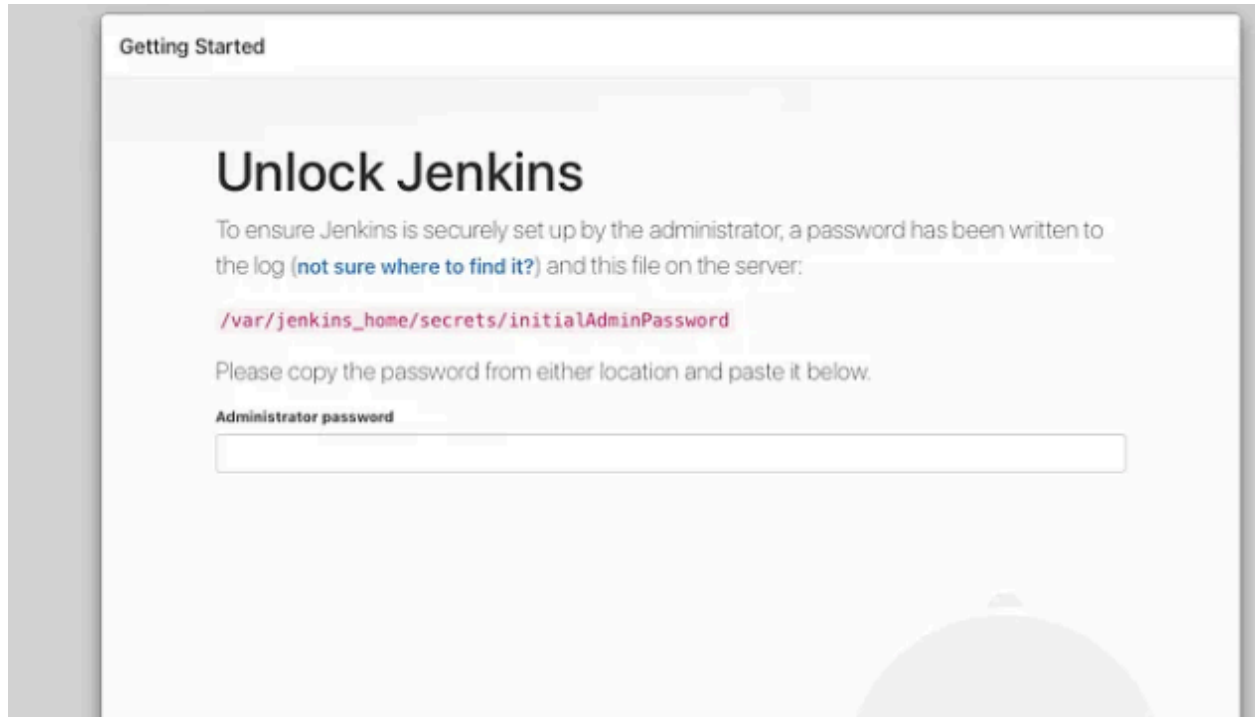 Getting Started
Unlock Jenkins
To ensure Jenkins is securely set up by the administrator, a password has been written to
the log (not sure where to find it?) and this file on the server:
/var/jenkins_home/secrets/initialAdminPassword
Please copy the password from either location and paste it below.
Administrator password